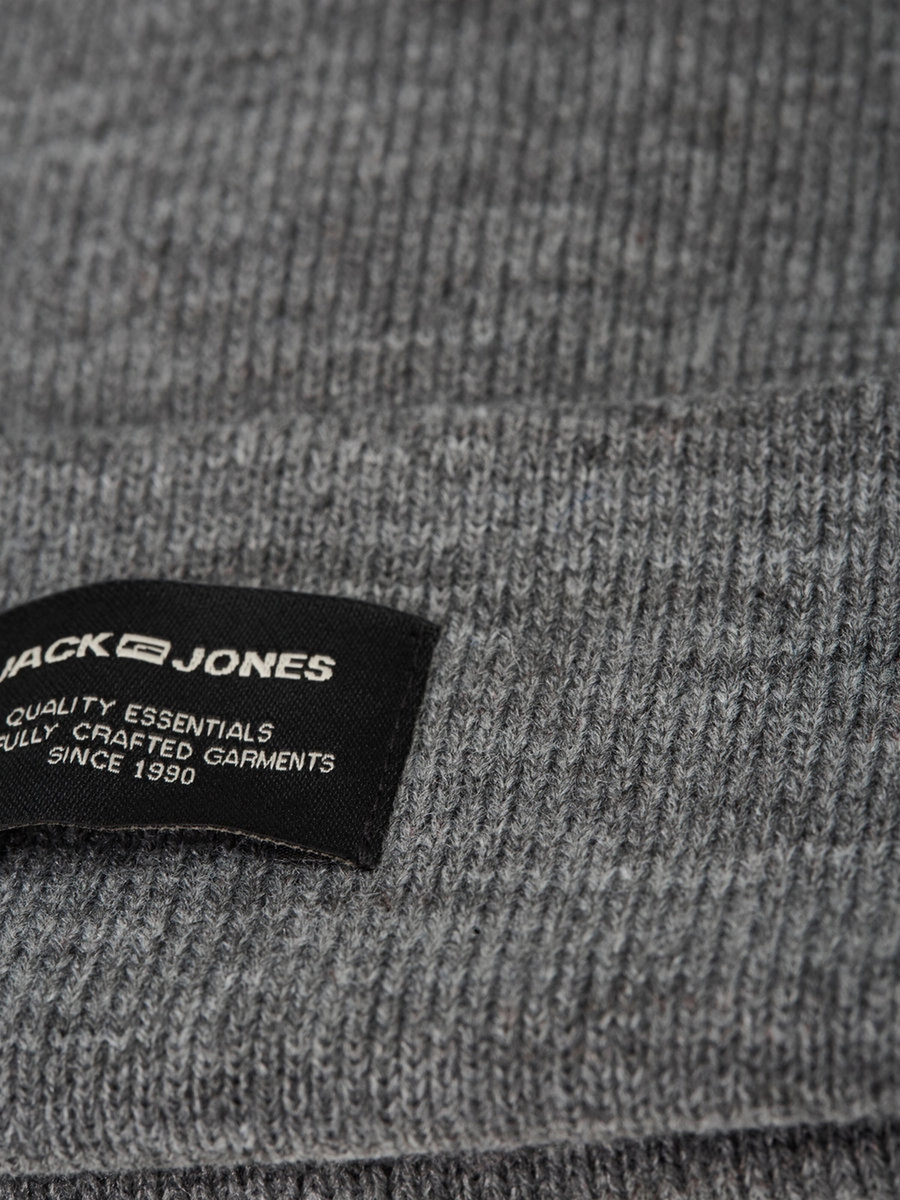 JACK & JONES
QUALITY ESSENTIALS
FULLY CRAFTED GARMENTS
SINCE 1990